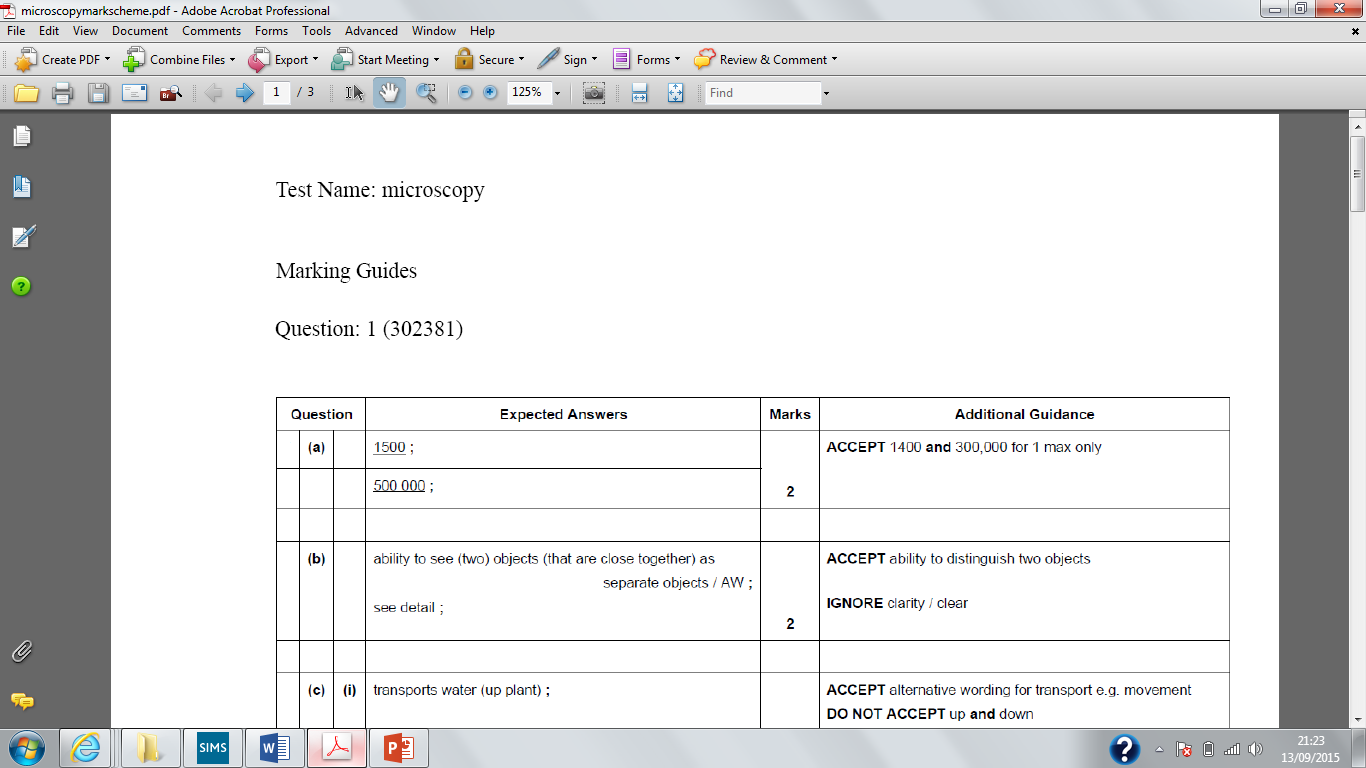 microscopymarkscheme.pdf - Adobe Acrobat Professional
File Edit View Document Comments Forms Tools Advanced Window Help
Create PDF Combine Files Export Start Meeting Secure Sign Forms Review & Comment
1 / 3 125% Find
Test Name: microscopy
Marking Guides
Question: 1 (302381)
Question Expected Answers Marks Additional Guidance
(a) 1500 ; ACCEPT 1400 and 300,000 for 1 max only
500 000 ; 2
(b) ability to see (two) objects (that are close together) as ACCEPT ability to distinguish two objects
separate objects / AW ;
see detail ; IGNORE clarity / clear
2
(c) (i) transports water (up plant) ; ACCEPT alternative wording for transport e.g. movement
DO NOT ACCEPT up and down
SIMS
21:23
13/09/2015